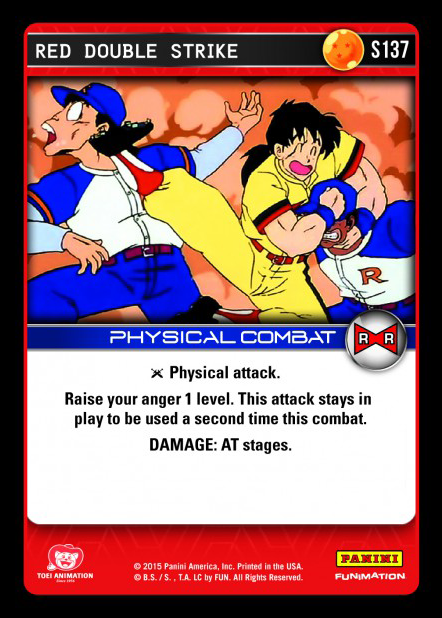 RED DOUBLE STRIKE
S137
R
PHYSICAL COMBAT
R R
Physical attack.
Raise your anger 1 level. This attack stays in
play to be used a second time this combat.
DAMAGE: AT stages.
TOEI ANIMATION
Since 1956
© 2015 Panini America, Inc. Printed in the USA.
© B.S./ S. , T.A. LC by FUN. All Rights Reserved.
PANINI
FUNIMATION